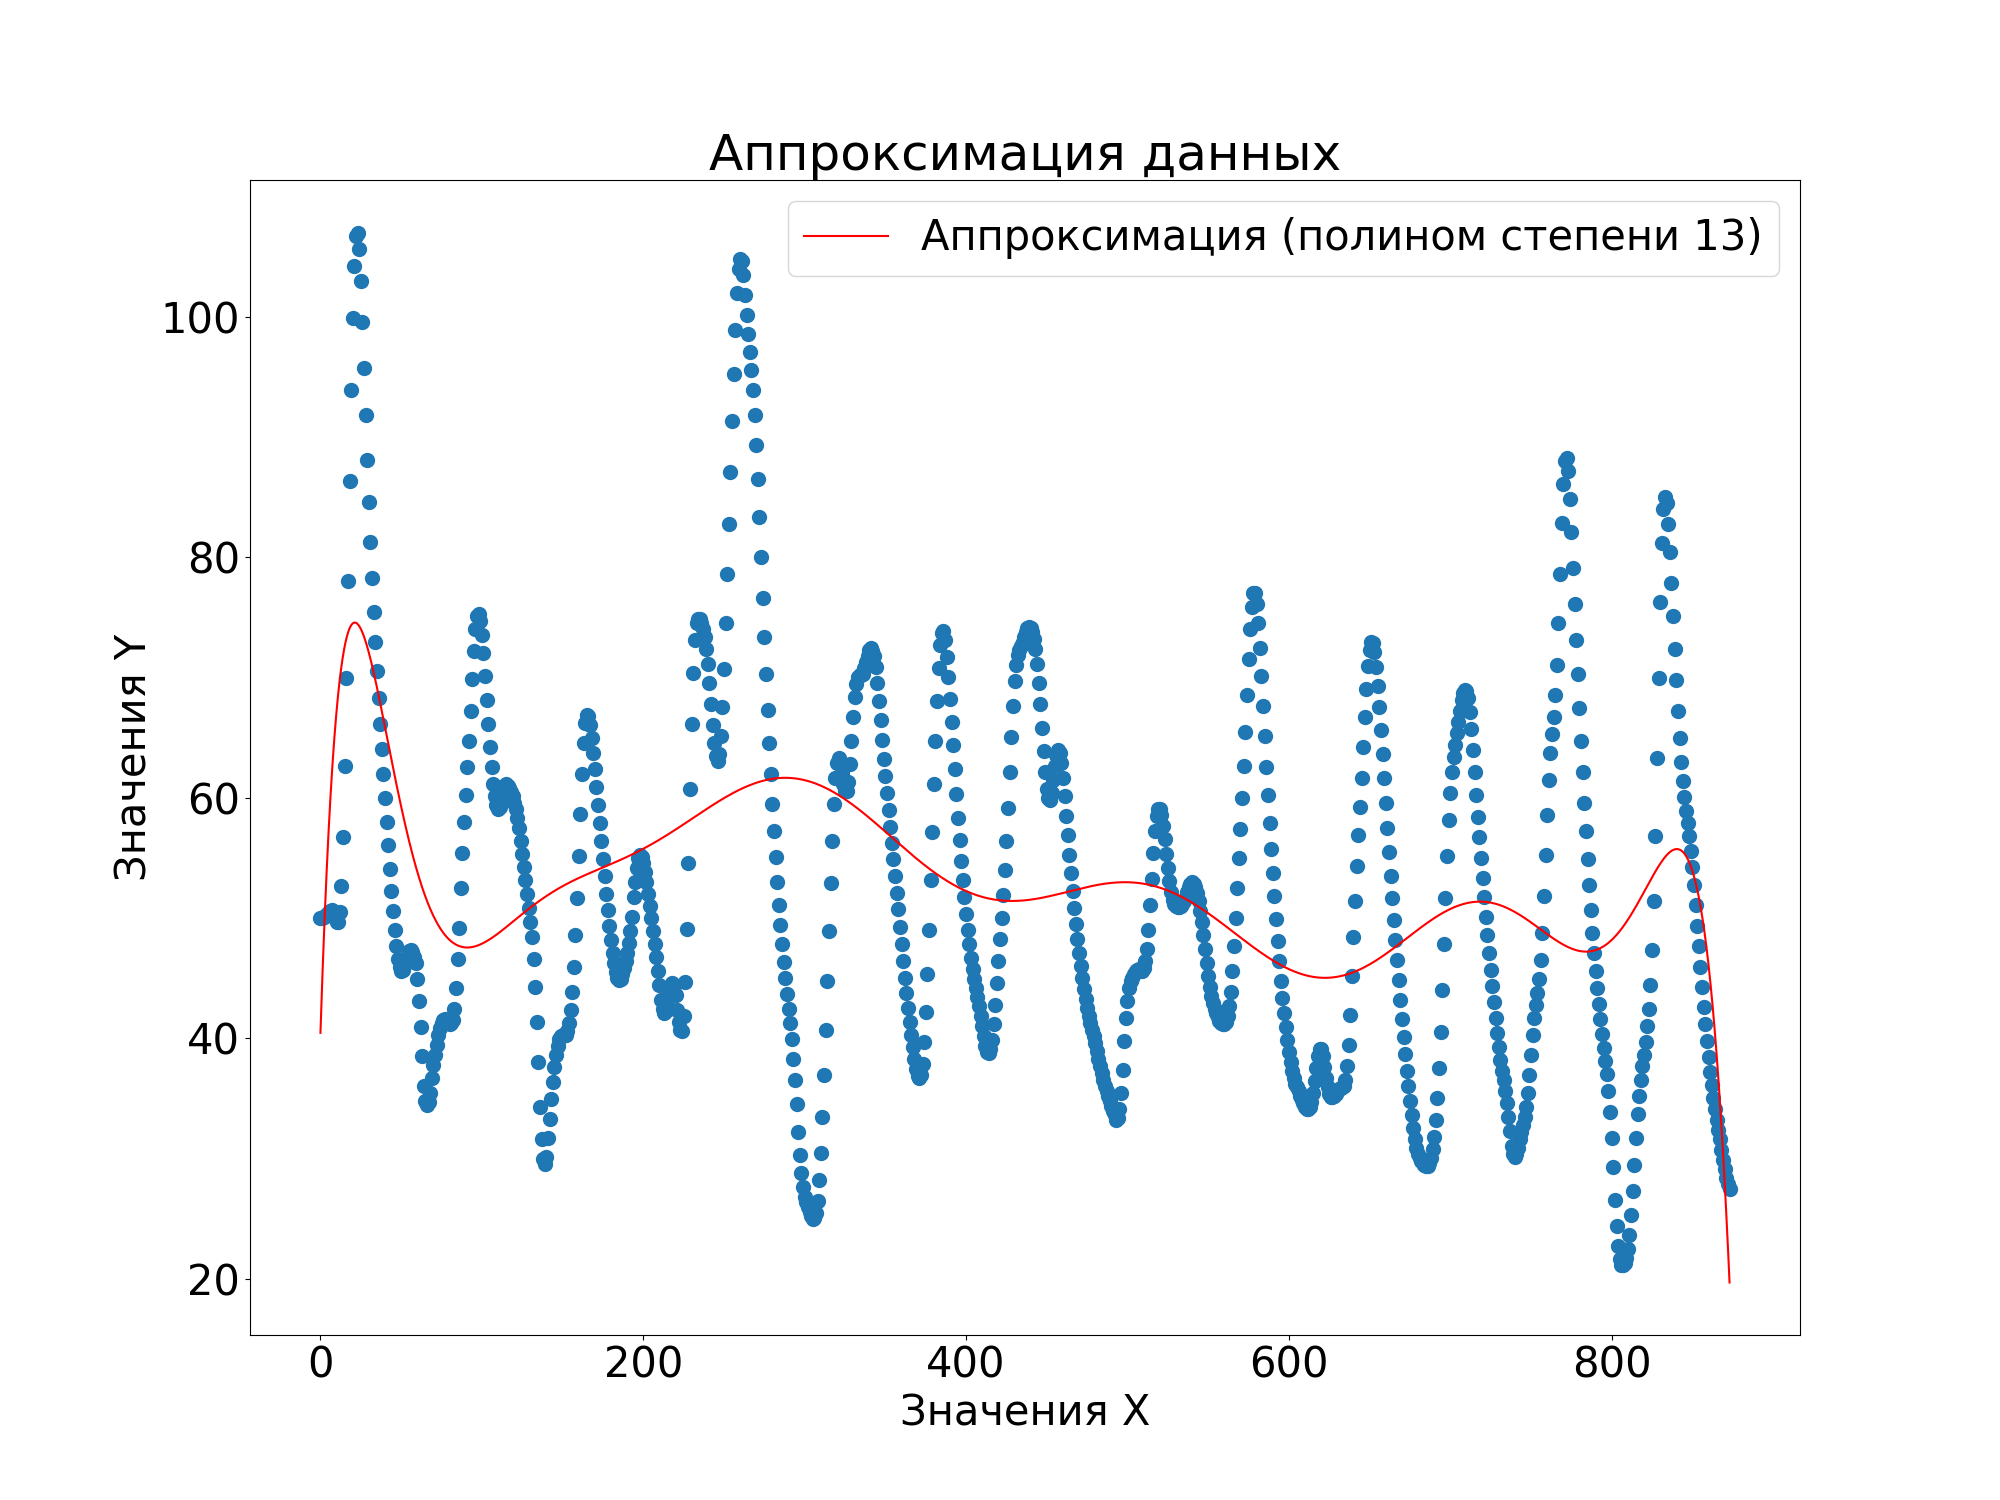 Аппроксимация данных
Аппроксимация (полином степени 13)
Значения Y
100
80
60
40
20
0 200 400 600 800
Значения X